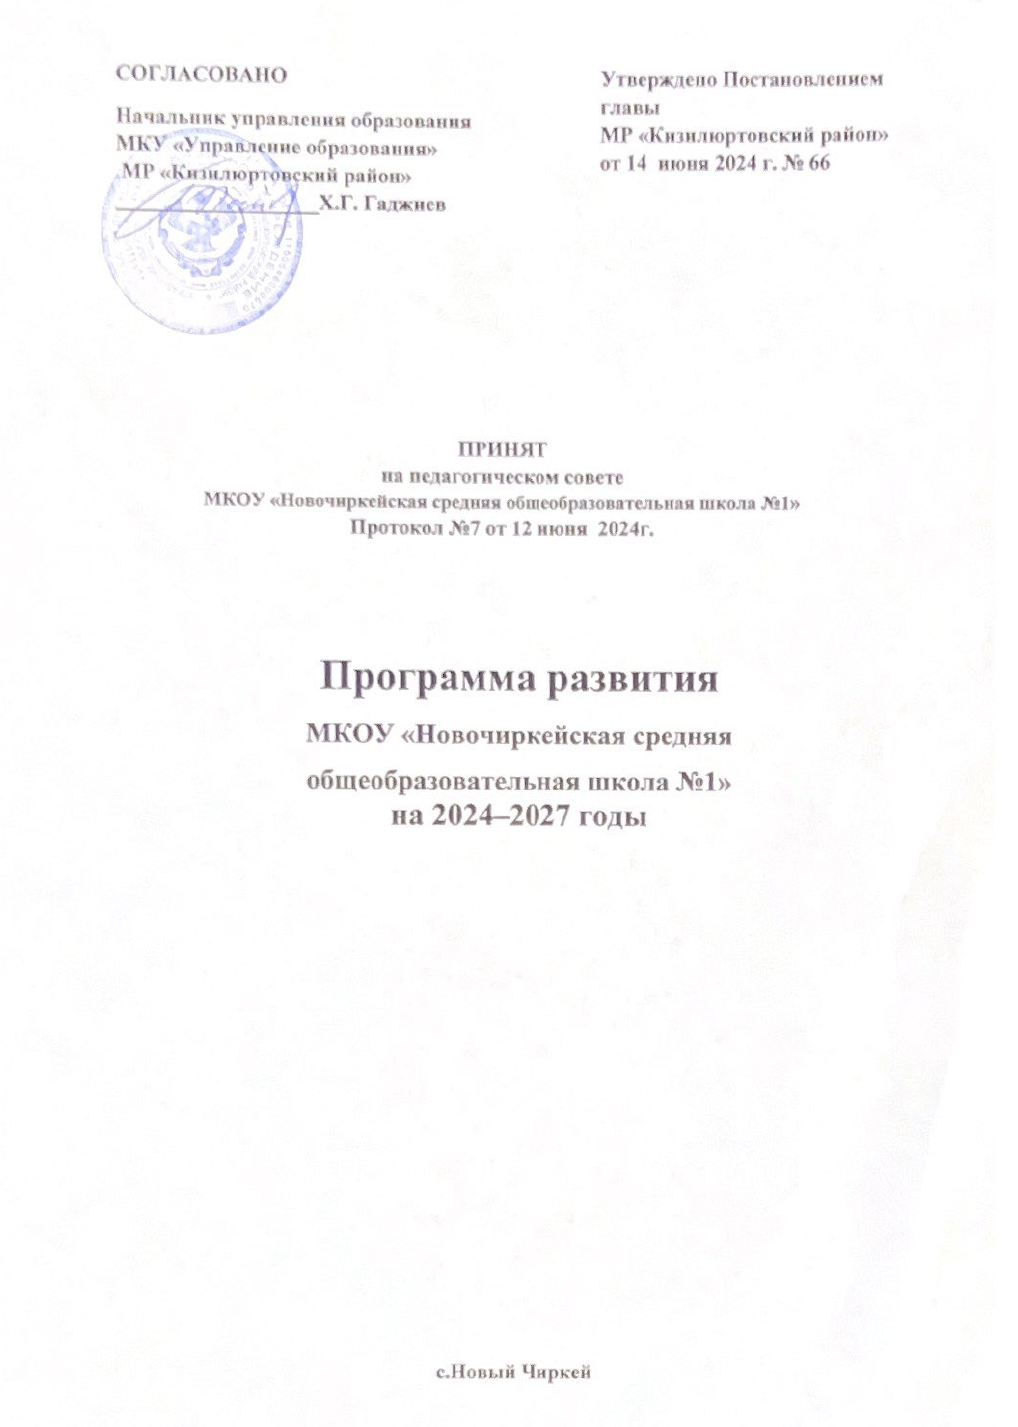 СОГЛАСОВАНО
Начальник управления образования
МКУ «Управление образования»
МР «Кизилюртовский район»
____________________Х.Г. Гаджиев
Утверждено Постановлением
главы
МР «Кизилюртовский район»
от 14 июня 2024 г. № 66
ПРИНЯТ
на педагогическом совете
МКОУ «Новочиркейская средняя общеобразовательная школа №1»
Протокол №7 от 12 июня 2024г.
Программа развития
МКОУ «Новочиркейская средняя
общеобразовательная школа №1»
на 2024–2027 годы
с.Новый Чиркей